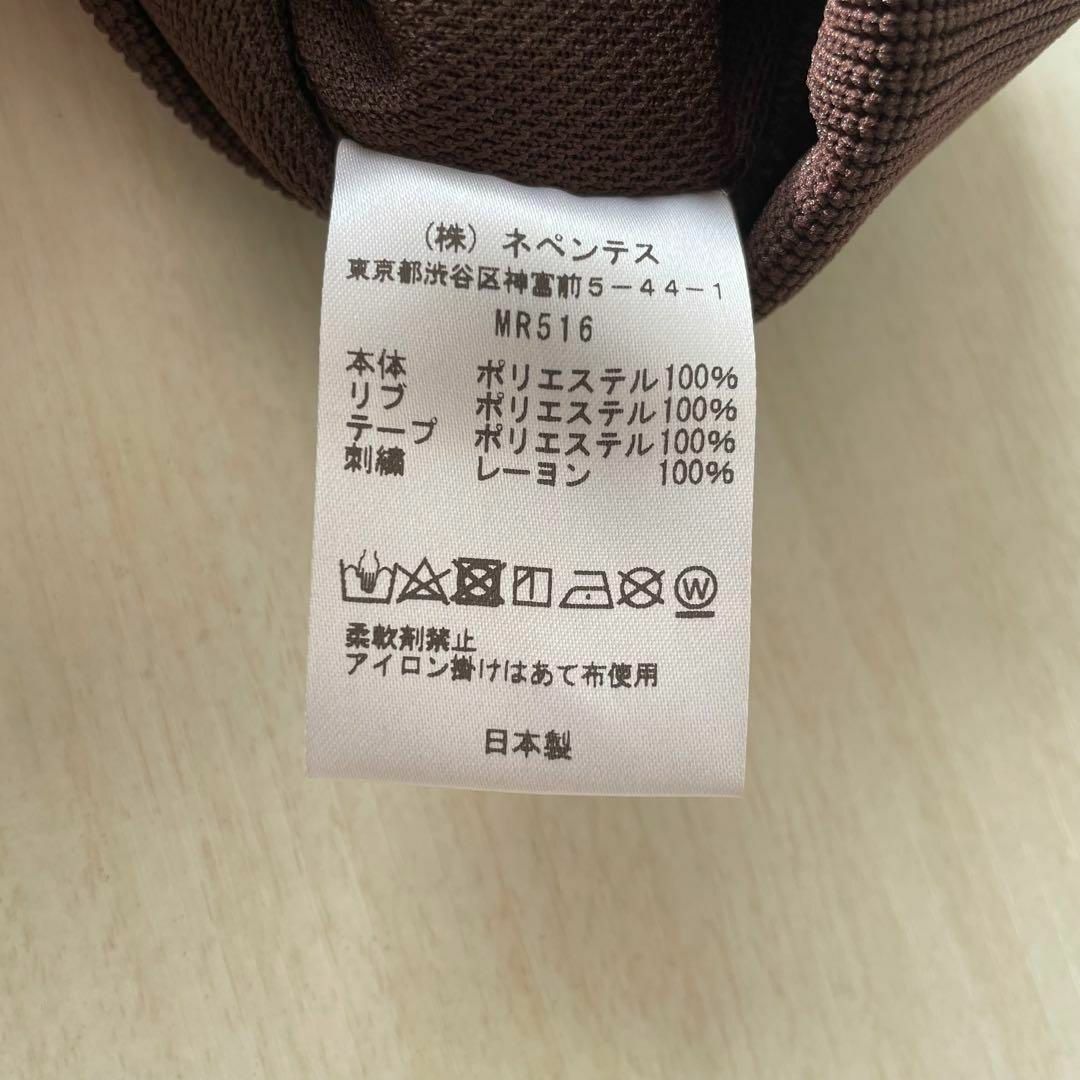 (株) ネペンテス
東京都渋谷区神富前5-44-1
MR516
本体 ポリエステル100%
リブ ポリエステル100%
テープ ポリエステル100%
刺繍 レーヨン 100%
W
柔軟剤禁止
アイロン掛けはあて布使用
日本製